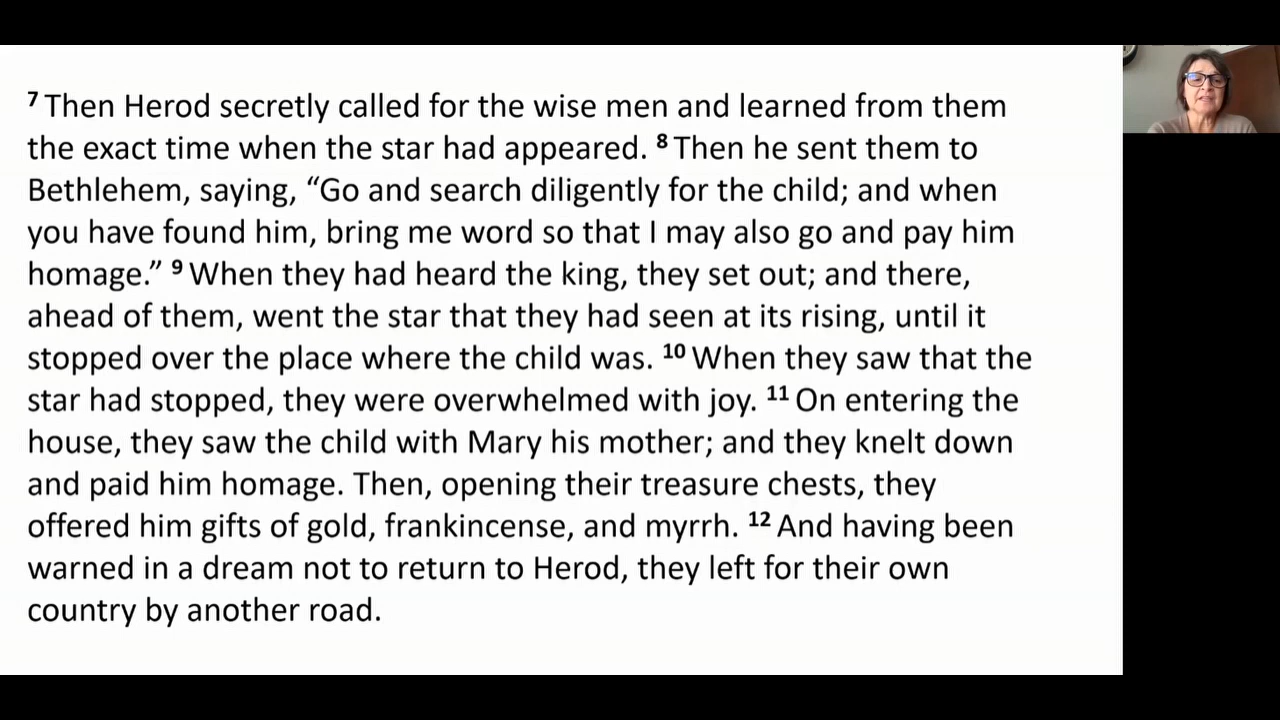 7 Then Herod secretly called for the wise men and learned from them
the exact time when the star had appeared. 8 Then he sent them to
Bethlehem, saying, “Go and search diligently for the child; and when
you have found him, bring me word so that I may also go and pay him
homage.” 9 When they had heard the king, they set out; and there,
ahead of them, went the star that they had seen at its rising, until it
stopped over the place where the child was. 10 When they saw that the
star had stopped, they were overwhelmed with joy. 11 On entering the
house, they saw the child with Mary his mother; and they knelt down
and paid him homage. Then, opening their treasure chests, they
offered him gifts of gold, frankincense, and myrrh. 12 And having been
warned in a dream not to return to Herod, they left for their own
country by another road.